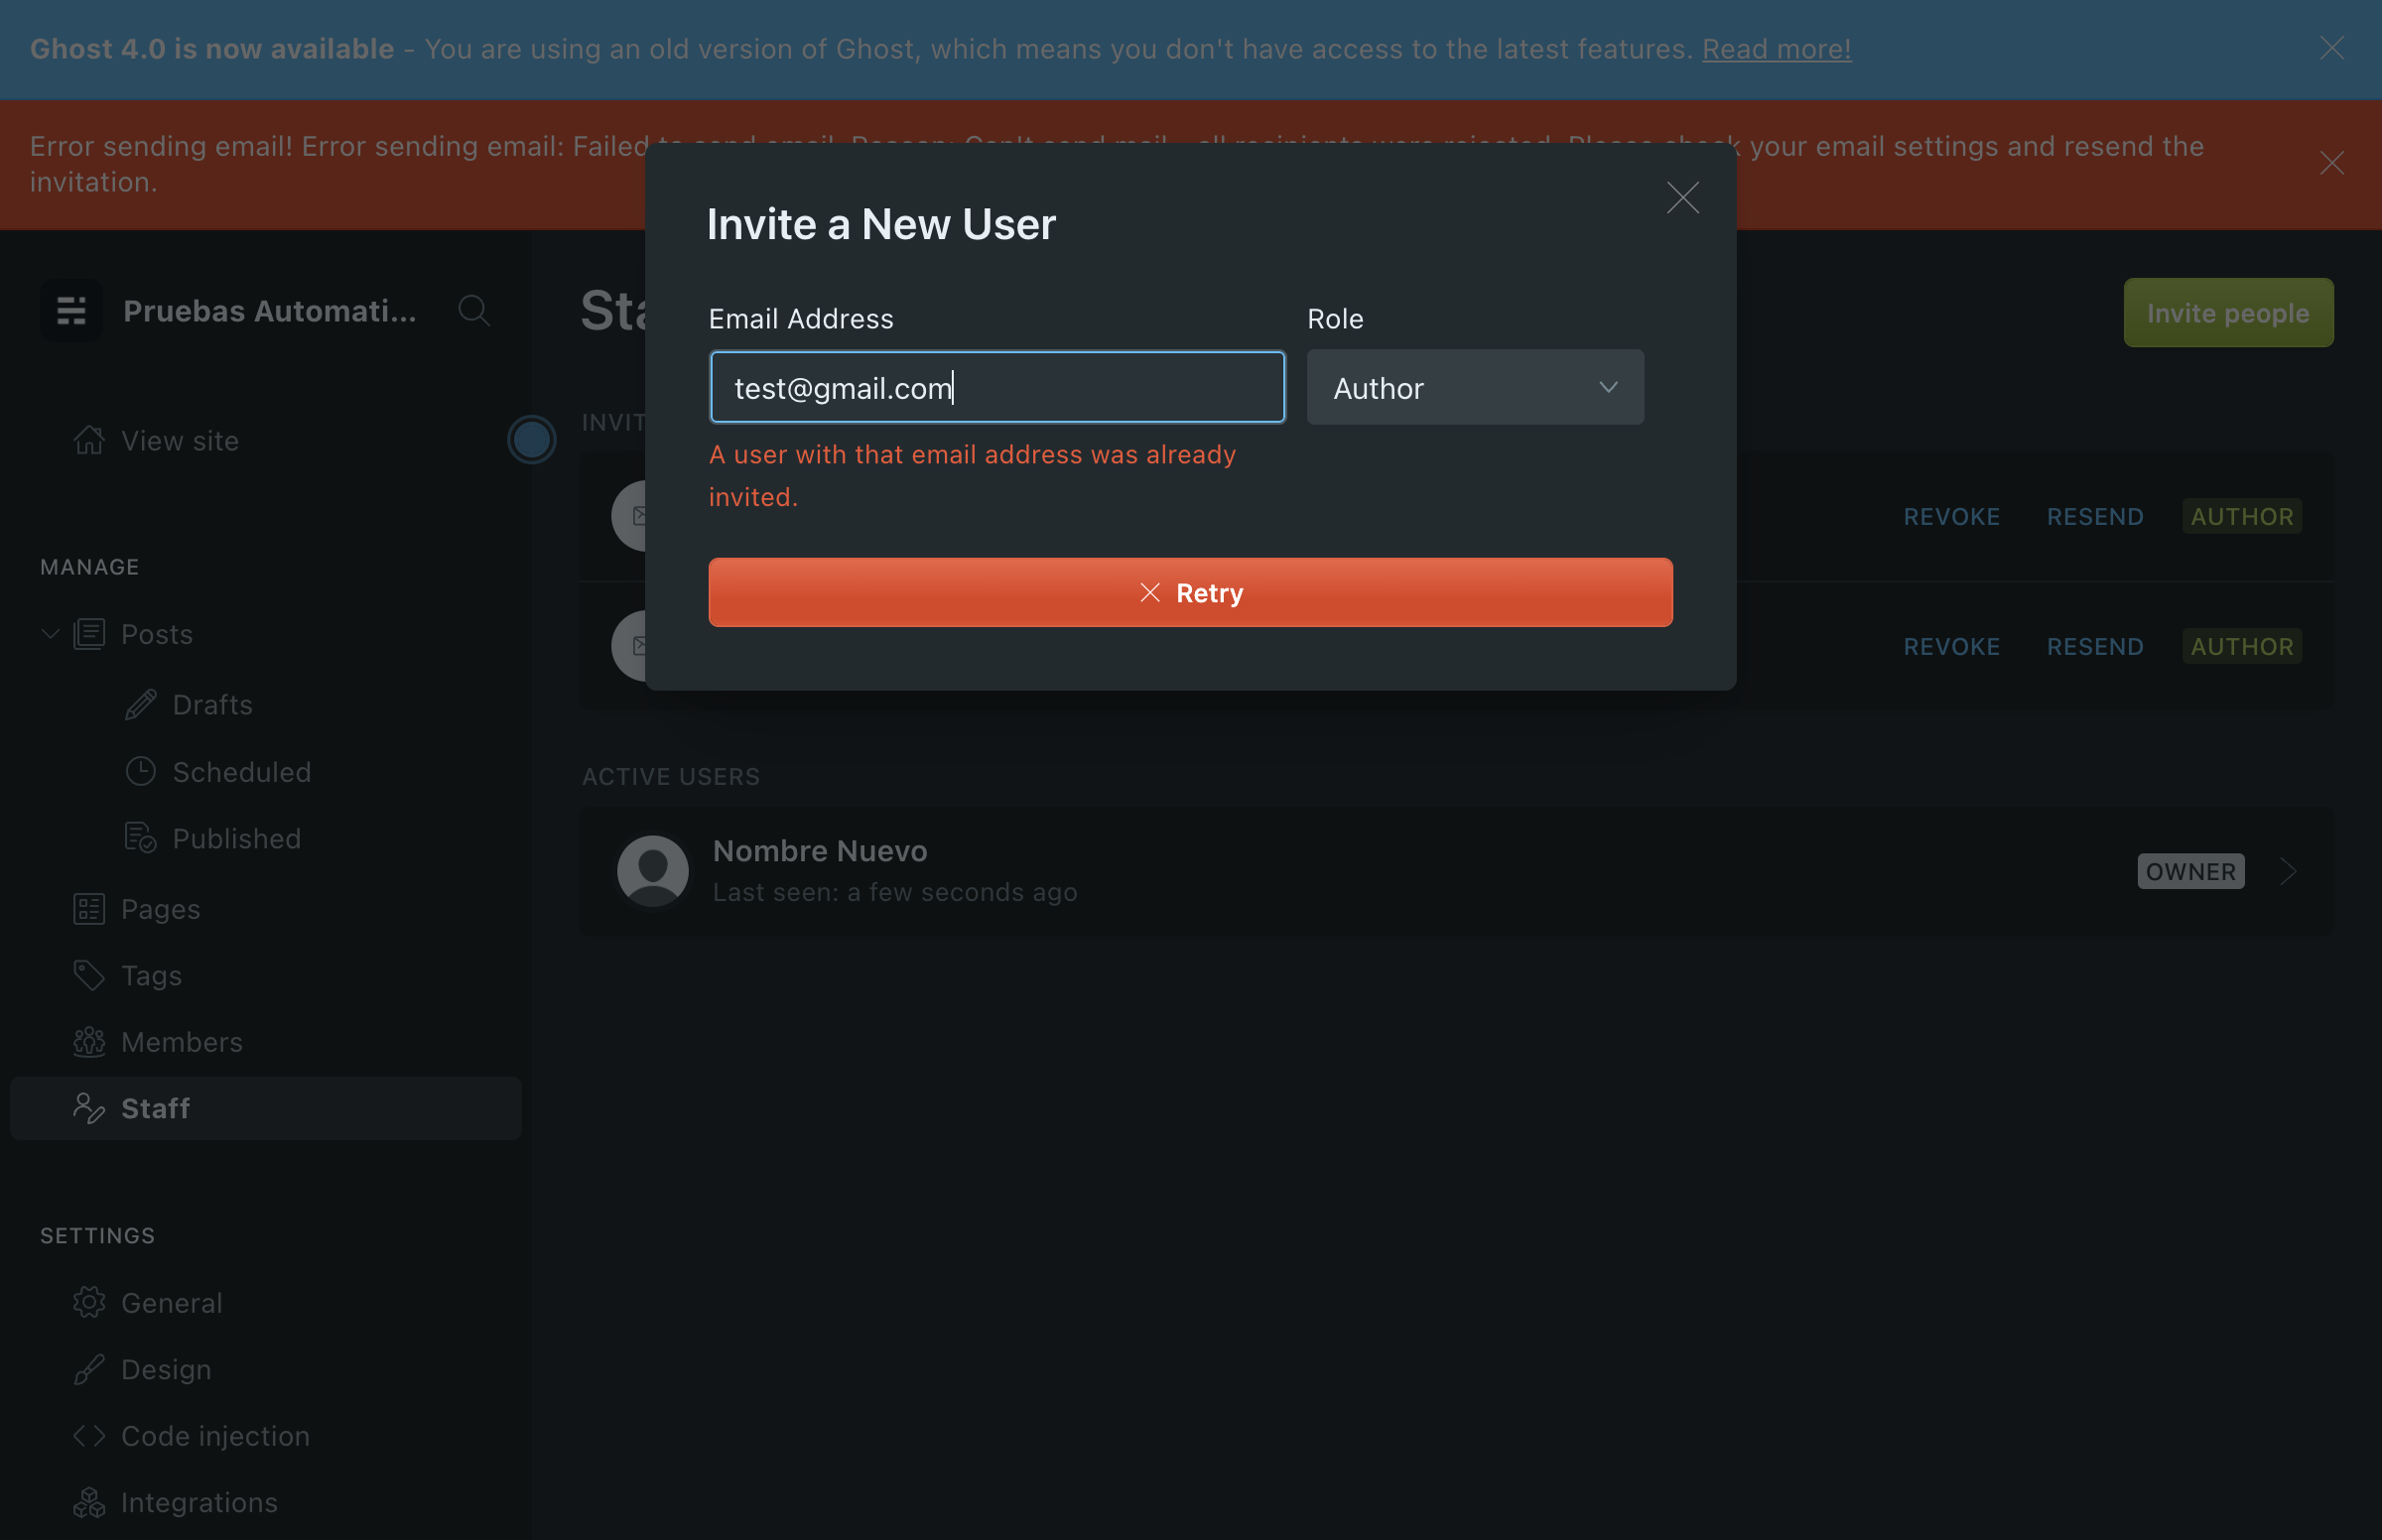 Ghost 4.0 is now available - You are using an old version of Ghost, which means you don't have access to the latest features. Read more!
Error sending email! Error sending email: Failed your email settings and resend the
invitation.
Invite a New User
Pruebas Automati...
Invite people
Email Address
Role
test@gmail.com
Author
View site
A user with that email address was already
invited.
REVOKE RESEND AUTHOR
MANAGE
Retry
Posts
REVOKE RESEND AUTHOR
Drafts
Scheduled
ACTIVE USERS
Published
Nombre Nuevo
Last seen: a few seconds ago
OWNER
Pages
Tags
Members
Staff
SETTINGS
General
Design
Code injection
Integrations